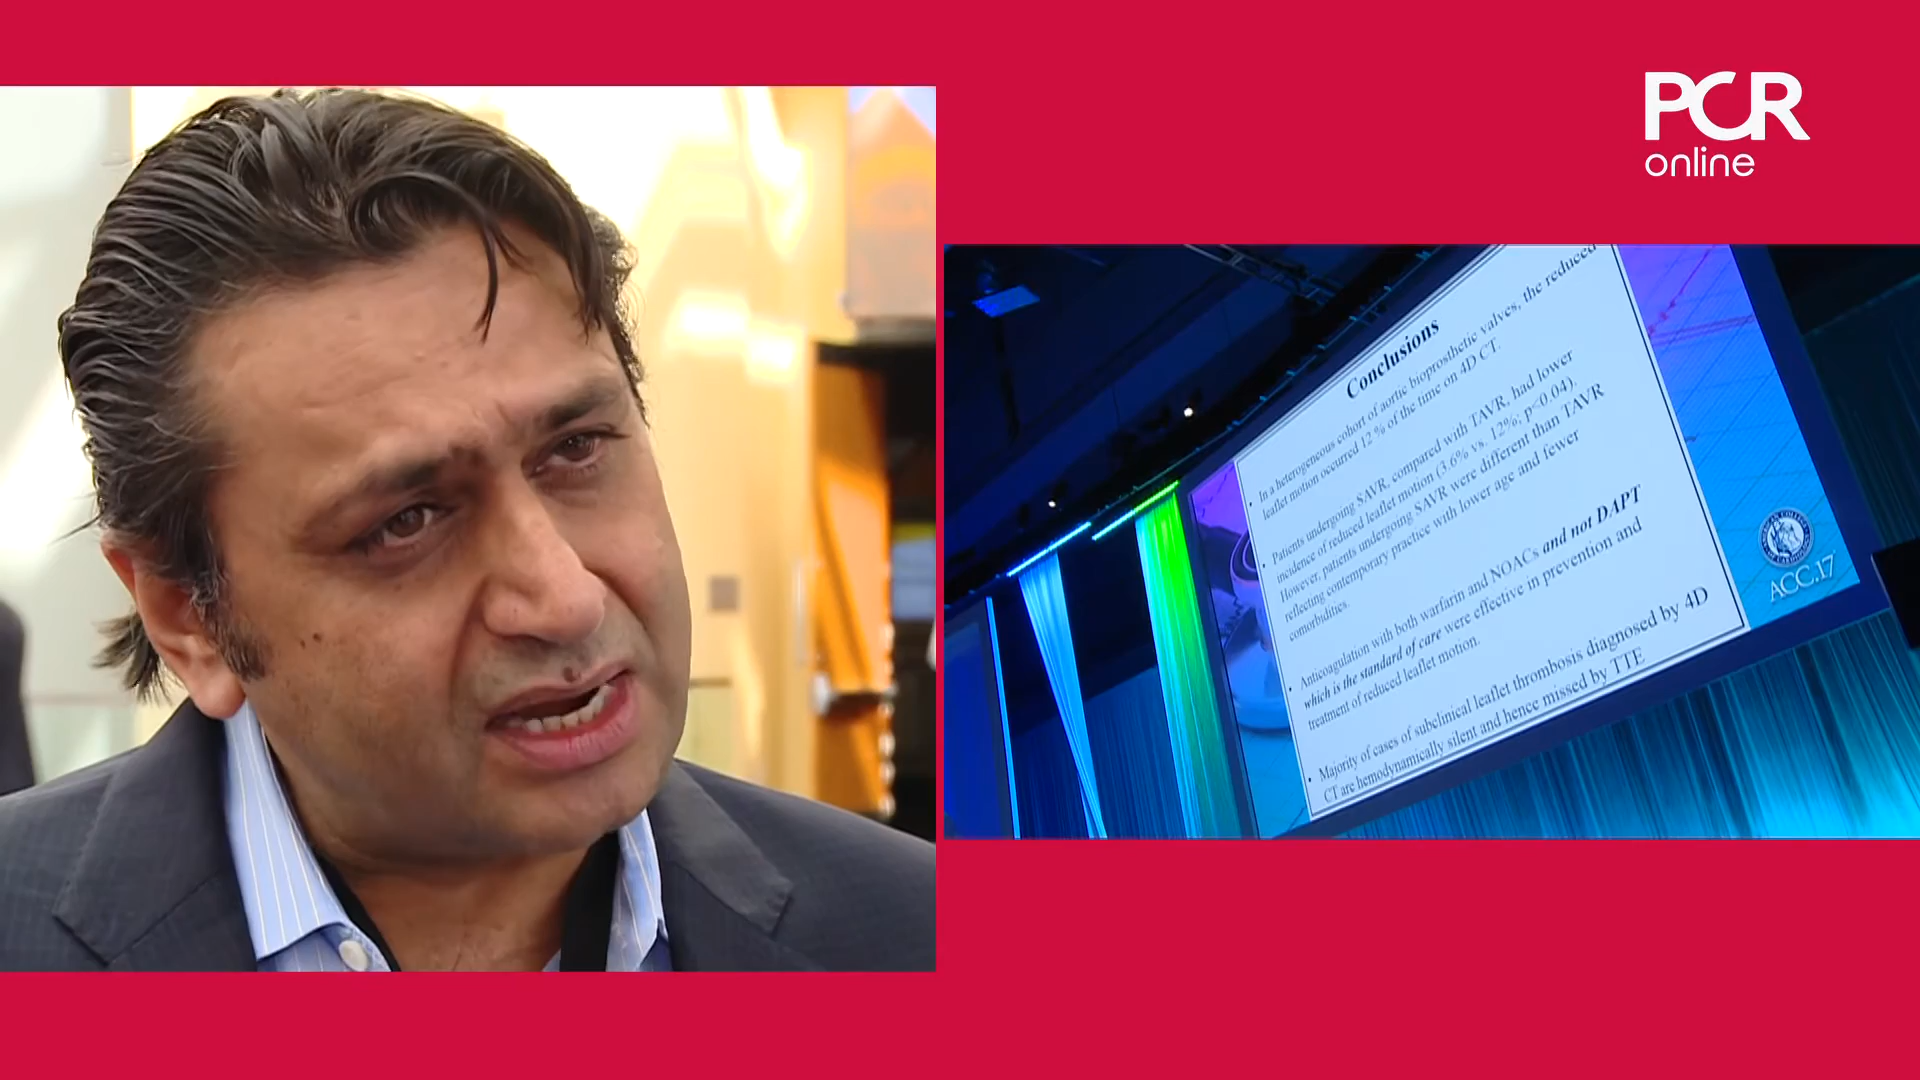 PCR
online
Conclusions
• In a heterogeneous cohort of aortic bioprosthetic valves, the reduced
leaflet motion occurred 12 % of the time on 4D CT.
• Patients undergoing SAVR, compared with TAVR, had lower
incidence of reduced leaflet motion (3.6% vs. 12%; p<0.04).
However, patients undergoing SAVR were different than TAVR
reflecting contemporary practice with lower age and fewer
comorbidities.
• Anticoagulation with both warfarin and NOACs and not DAPT
which is the standard of care were effective in prevention and
treatment of reduced leaflet motion.
• Majority of cases of subclinical leaflet thrombosis diagnosed by 4D
CT are hemodynamically silent and hence missed by TTE
ACC.17